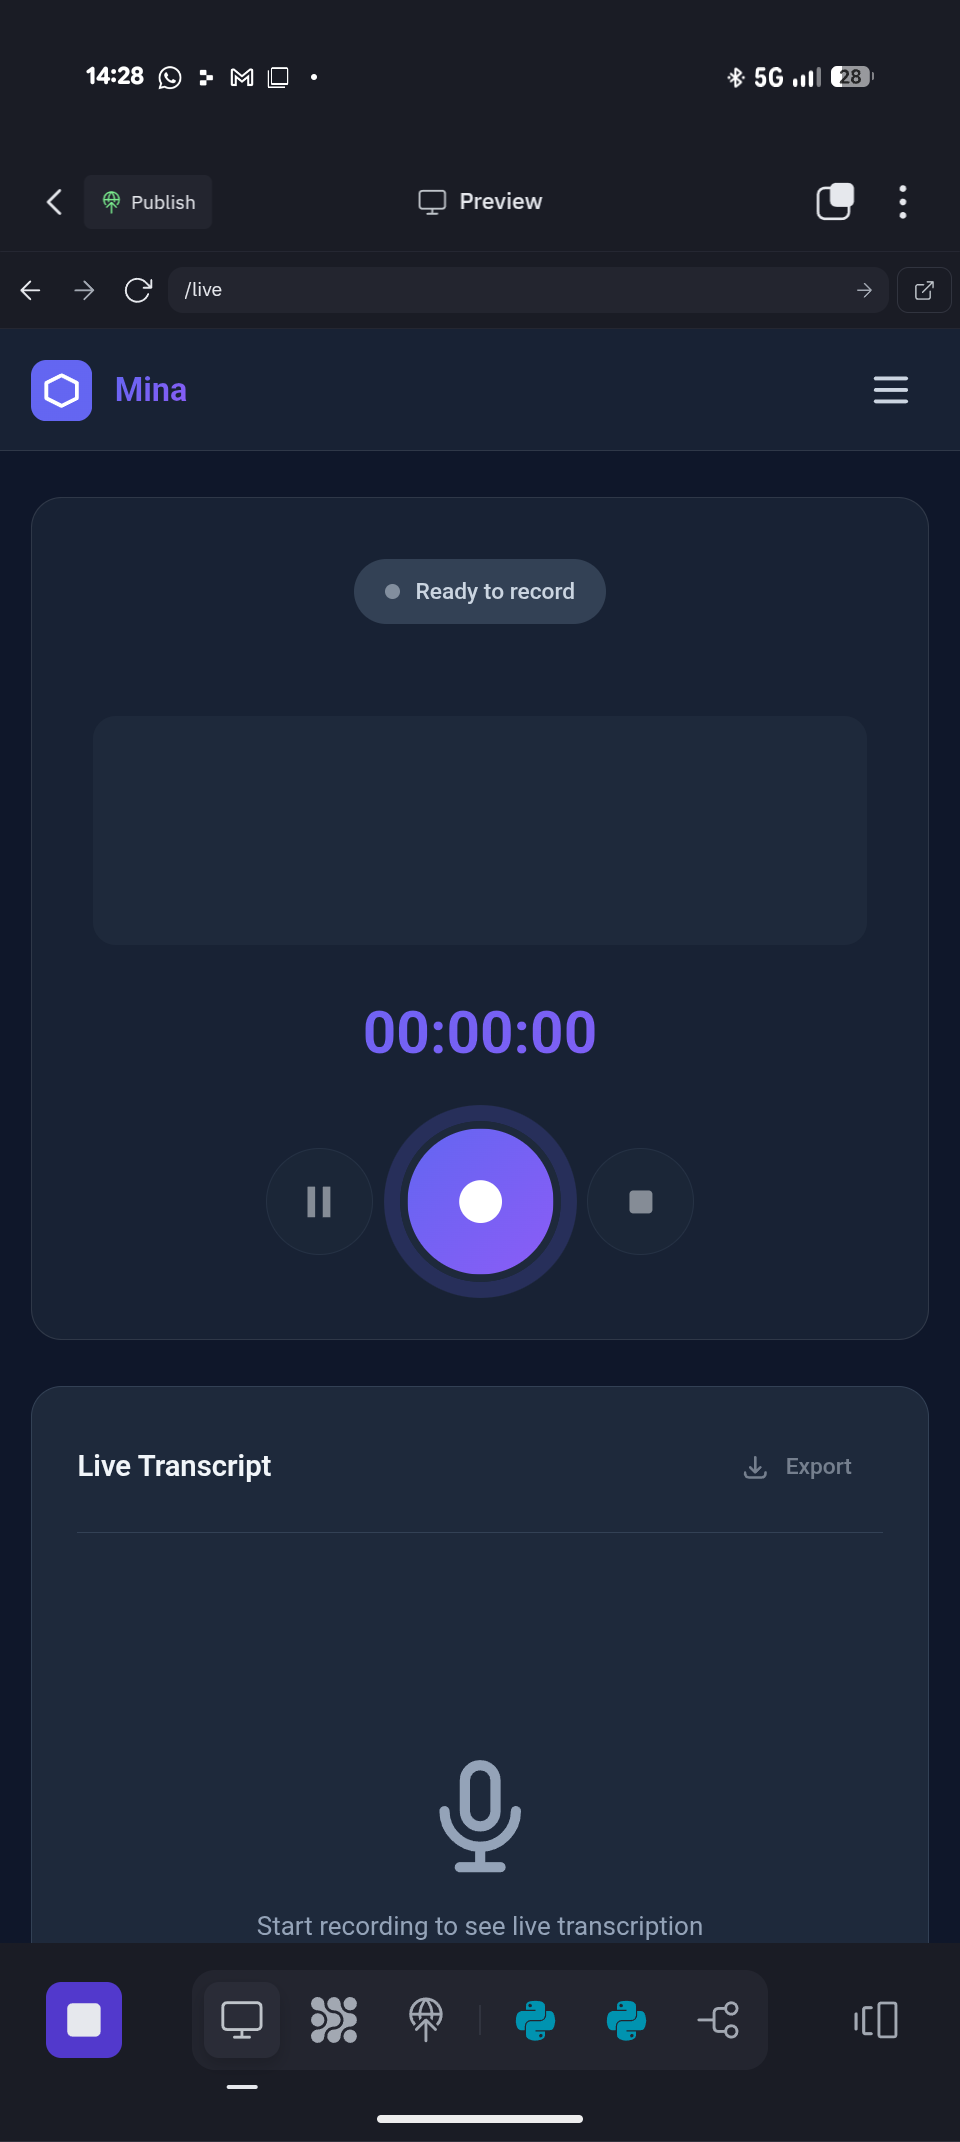 14:28
5G
28
Publish
Preview
/live
Mina
Ready to record
00:00:00
Live Transcript
Export
Start recording to see live transcription